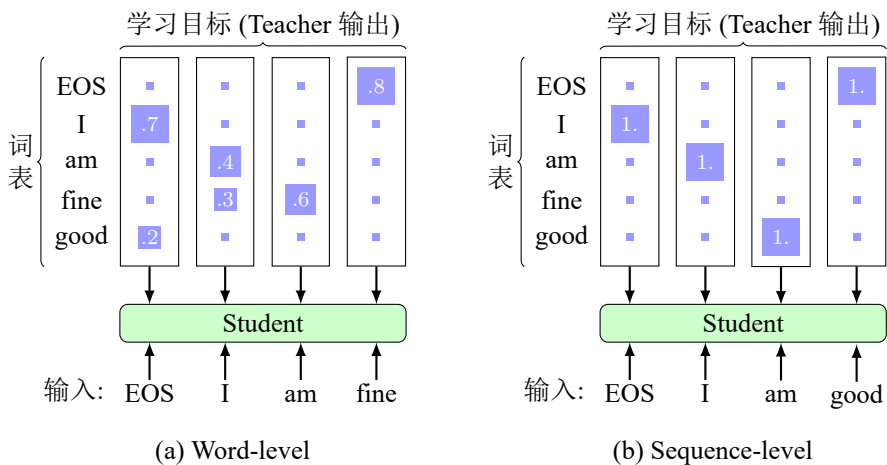 学习目标 (Teacher 输出)
词表
EOS
I
am
fine
good
.7
.2
.4
.3
.6
.8
Student
输入: EOS I am fine
(a) Word-level
学习目标 (Teacher 输出)
词表
EOS
I
am
fine
good
1.
1.
1.
1.
Student
输入: EOS I am good
(b) Sequence-level